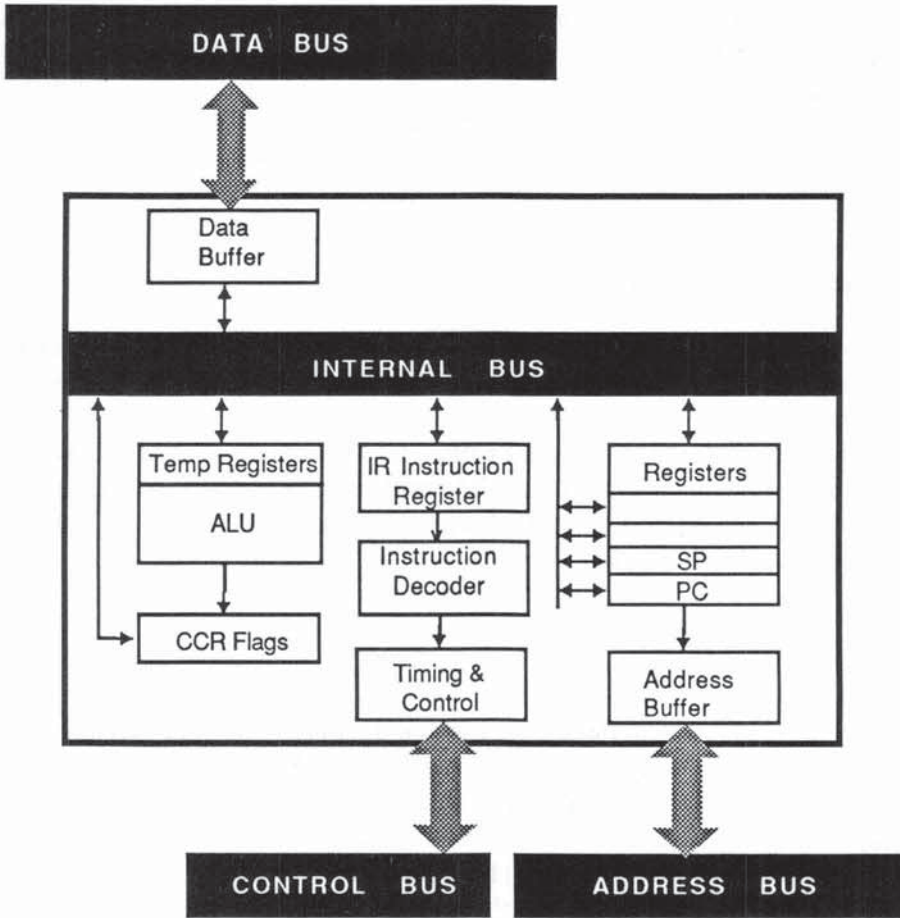 DATA BUS
Data
Buffer
INTERNAL BUS
Temp Registers
ALU
CCR Flags
IR Instruction
Register
Instruction
Decoder
Timing &
Control
Registers
SP
PC
Address
Buffer
CONTROL BUS
ADDRESS BUS